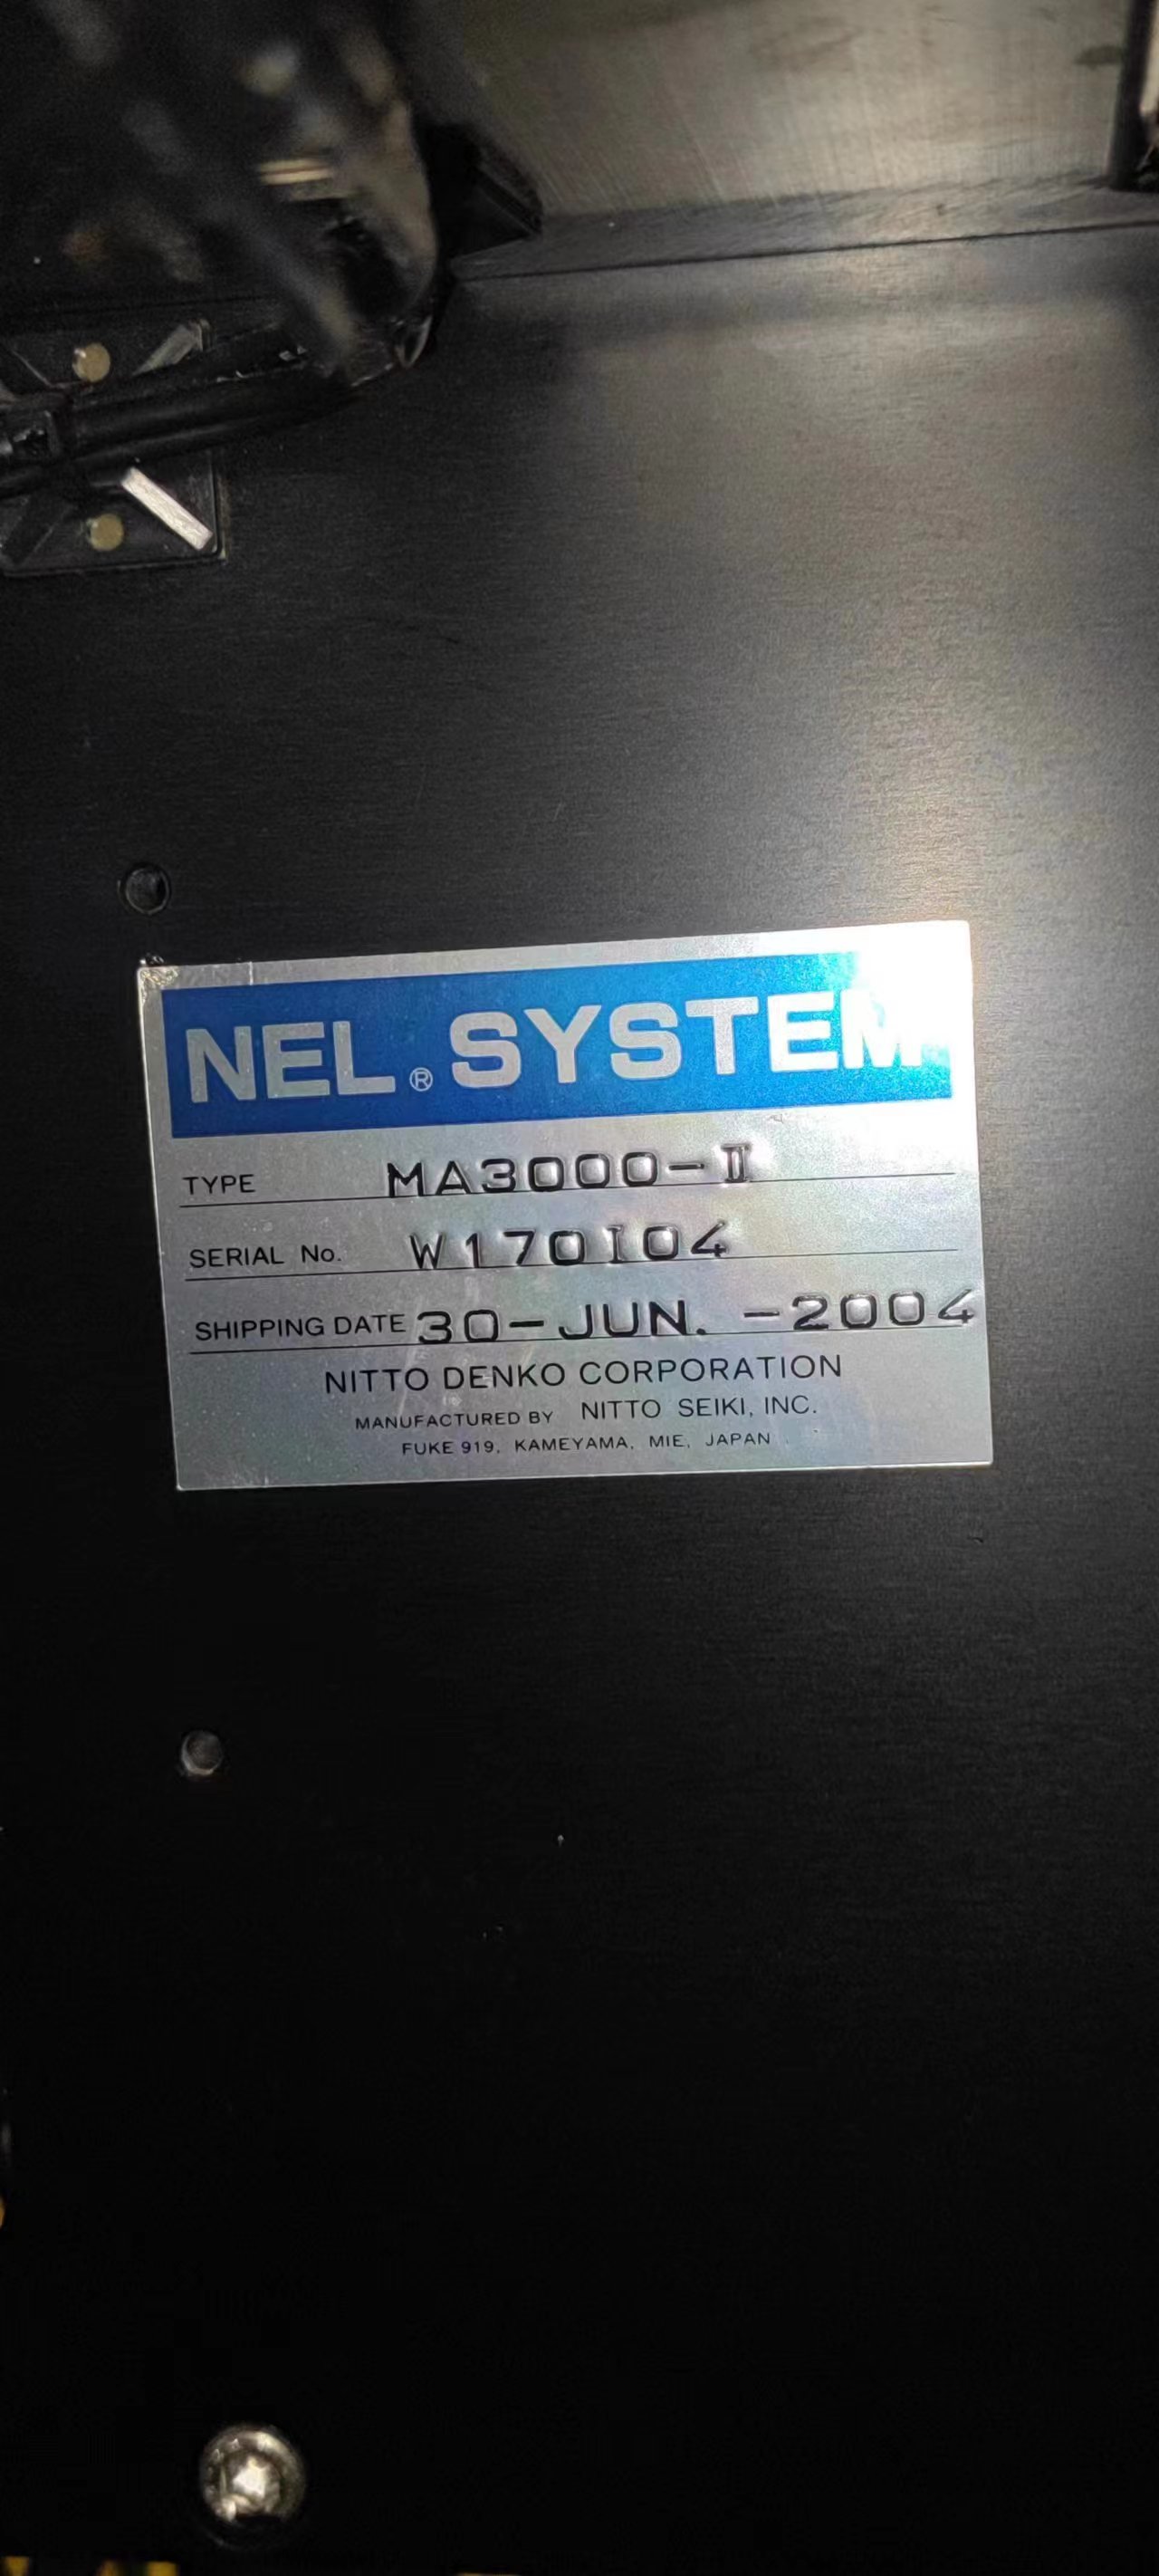 NEL® SYSTEM
TYPE MA3000-II
SERIAL No. W170I04
SHIPPING DATE 30-JUN. -2004
NITTO DENKO CORPORATION
MANUFACTURED BY NITTO SEIKI, INC.
FUKE 919, KAMEYAMA, MIE, JAPAN